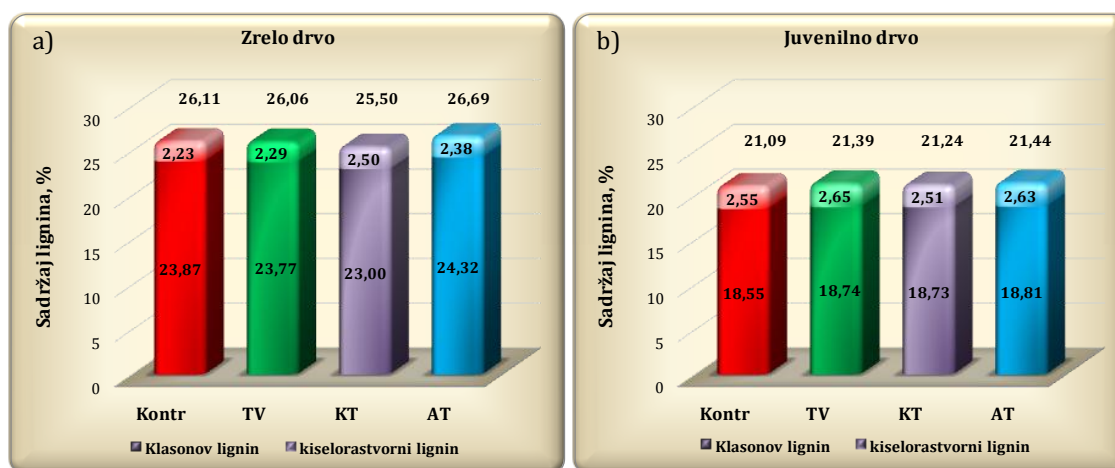 a)
Zrelo drvo
26,11 26,06 25,50 26,69
Sadržaj lignina, %
30
25
20
15
10
5
0
2,23 2,29 2,50 2,38
23,87 23,77 23,00 24,32
Kontr TV KT AT
Klasonov lignin kiselorastvorni lignin
b)
Juvenilno drvo
21,09 21,39 21,24 21,44
Sadržaj lignina, %
30
25
20
15
10
5
0
2,55 2,65 2,51 2,63
18,55 18,74 18,73 18,81
Kontr TV KT AT
Klasonov lignin kiselorastvorni lignin